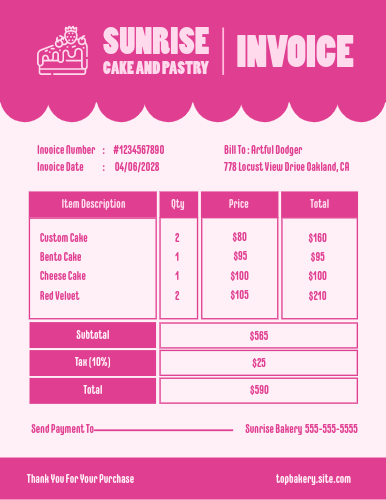 SUNRISE
CAKE AND PASTRY
INVOICE
Invoice Number : #1234567890
Invoice Date : 04/06/2028
Bill To : Artful Dodger
778 Locust View Drive Oakland, CA
Item Description Qty Price Total
Custom Cake 2 $80 $160
Bento Cake 1 $95 $95
Cheese Cake 1 $100 $100
Red Velvet 2 $105 $210
Subtotal $565
Tax (10%) $25
Total $590
Send Payment To Sunrise Bakery 555-555-5555
Thank You For Your Purchase topbakery.site.com